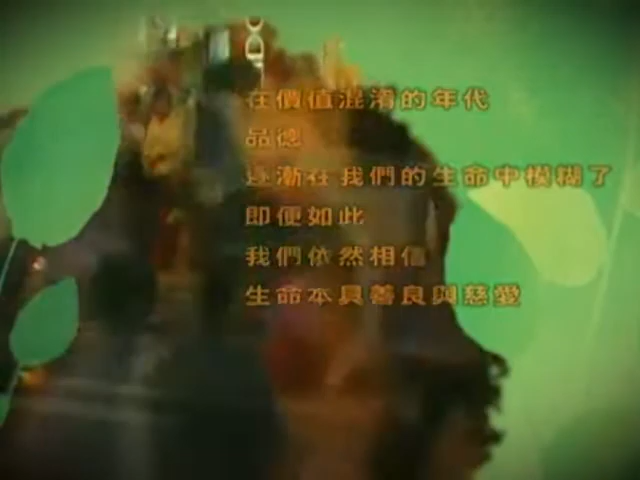 在價值混淆的年代
品德
逐漸在我們的生命中模糊了
即便如此
我們依然相信
生命本具善良與慈愛